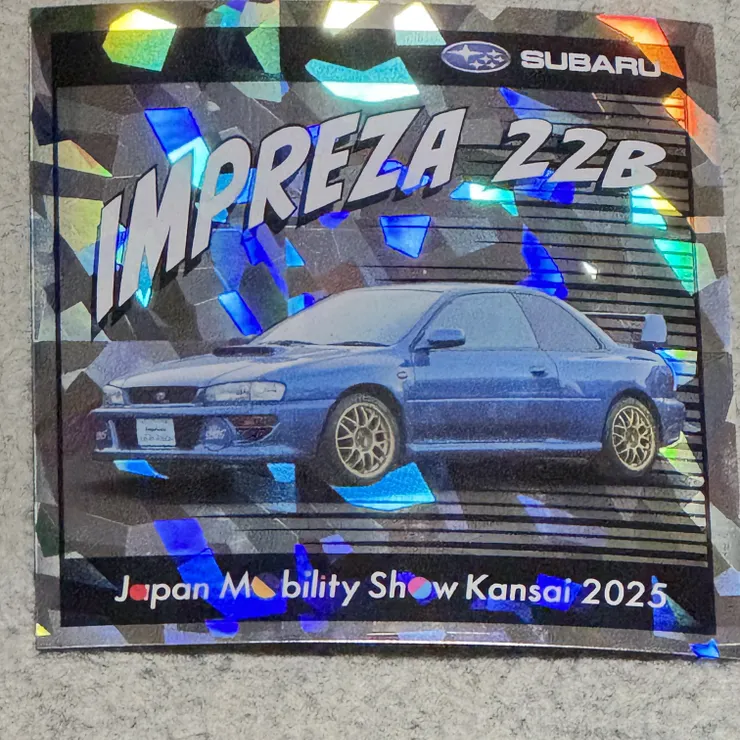 SUBARU
IMPREZA 22B
Japan Mobility Show Kansai 2025